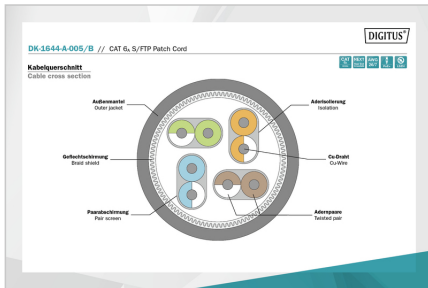 DIGITUS®
DK-1644-A-005/B // CAT 6A S/FTP Patch Cord
Kabelquerschnitt
Cable cross section
Außenmantel
Outer jacket
Aderisolierung
Isolation
Geflechtschirmung
Braid shield
Cu-Draht
Cu-Wire
Paarabschirmung
Pair screen
Adernpaare
Twisted pair